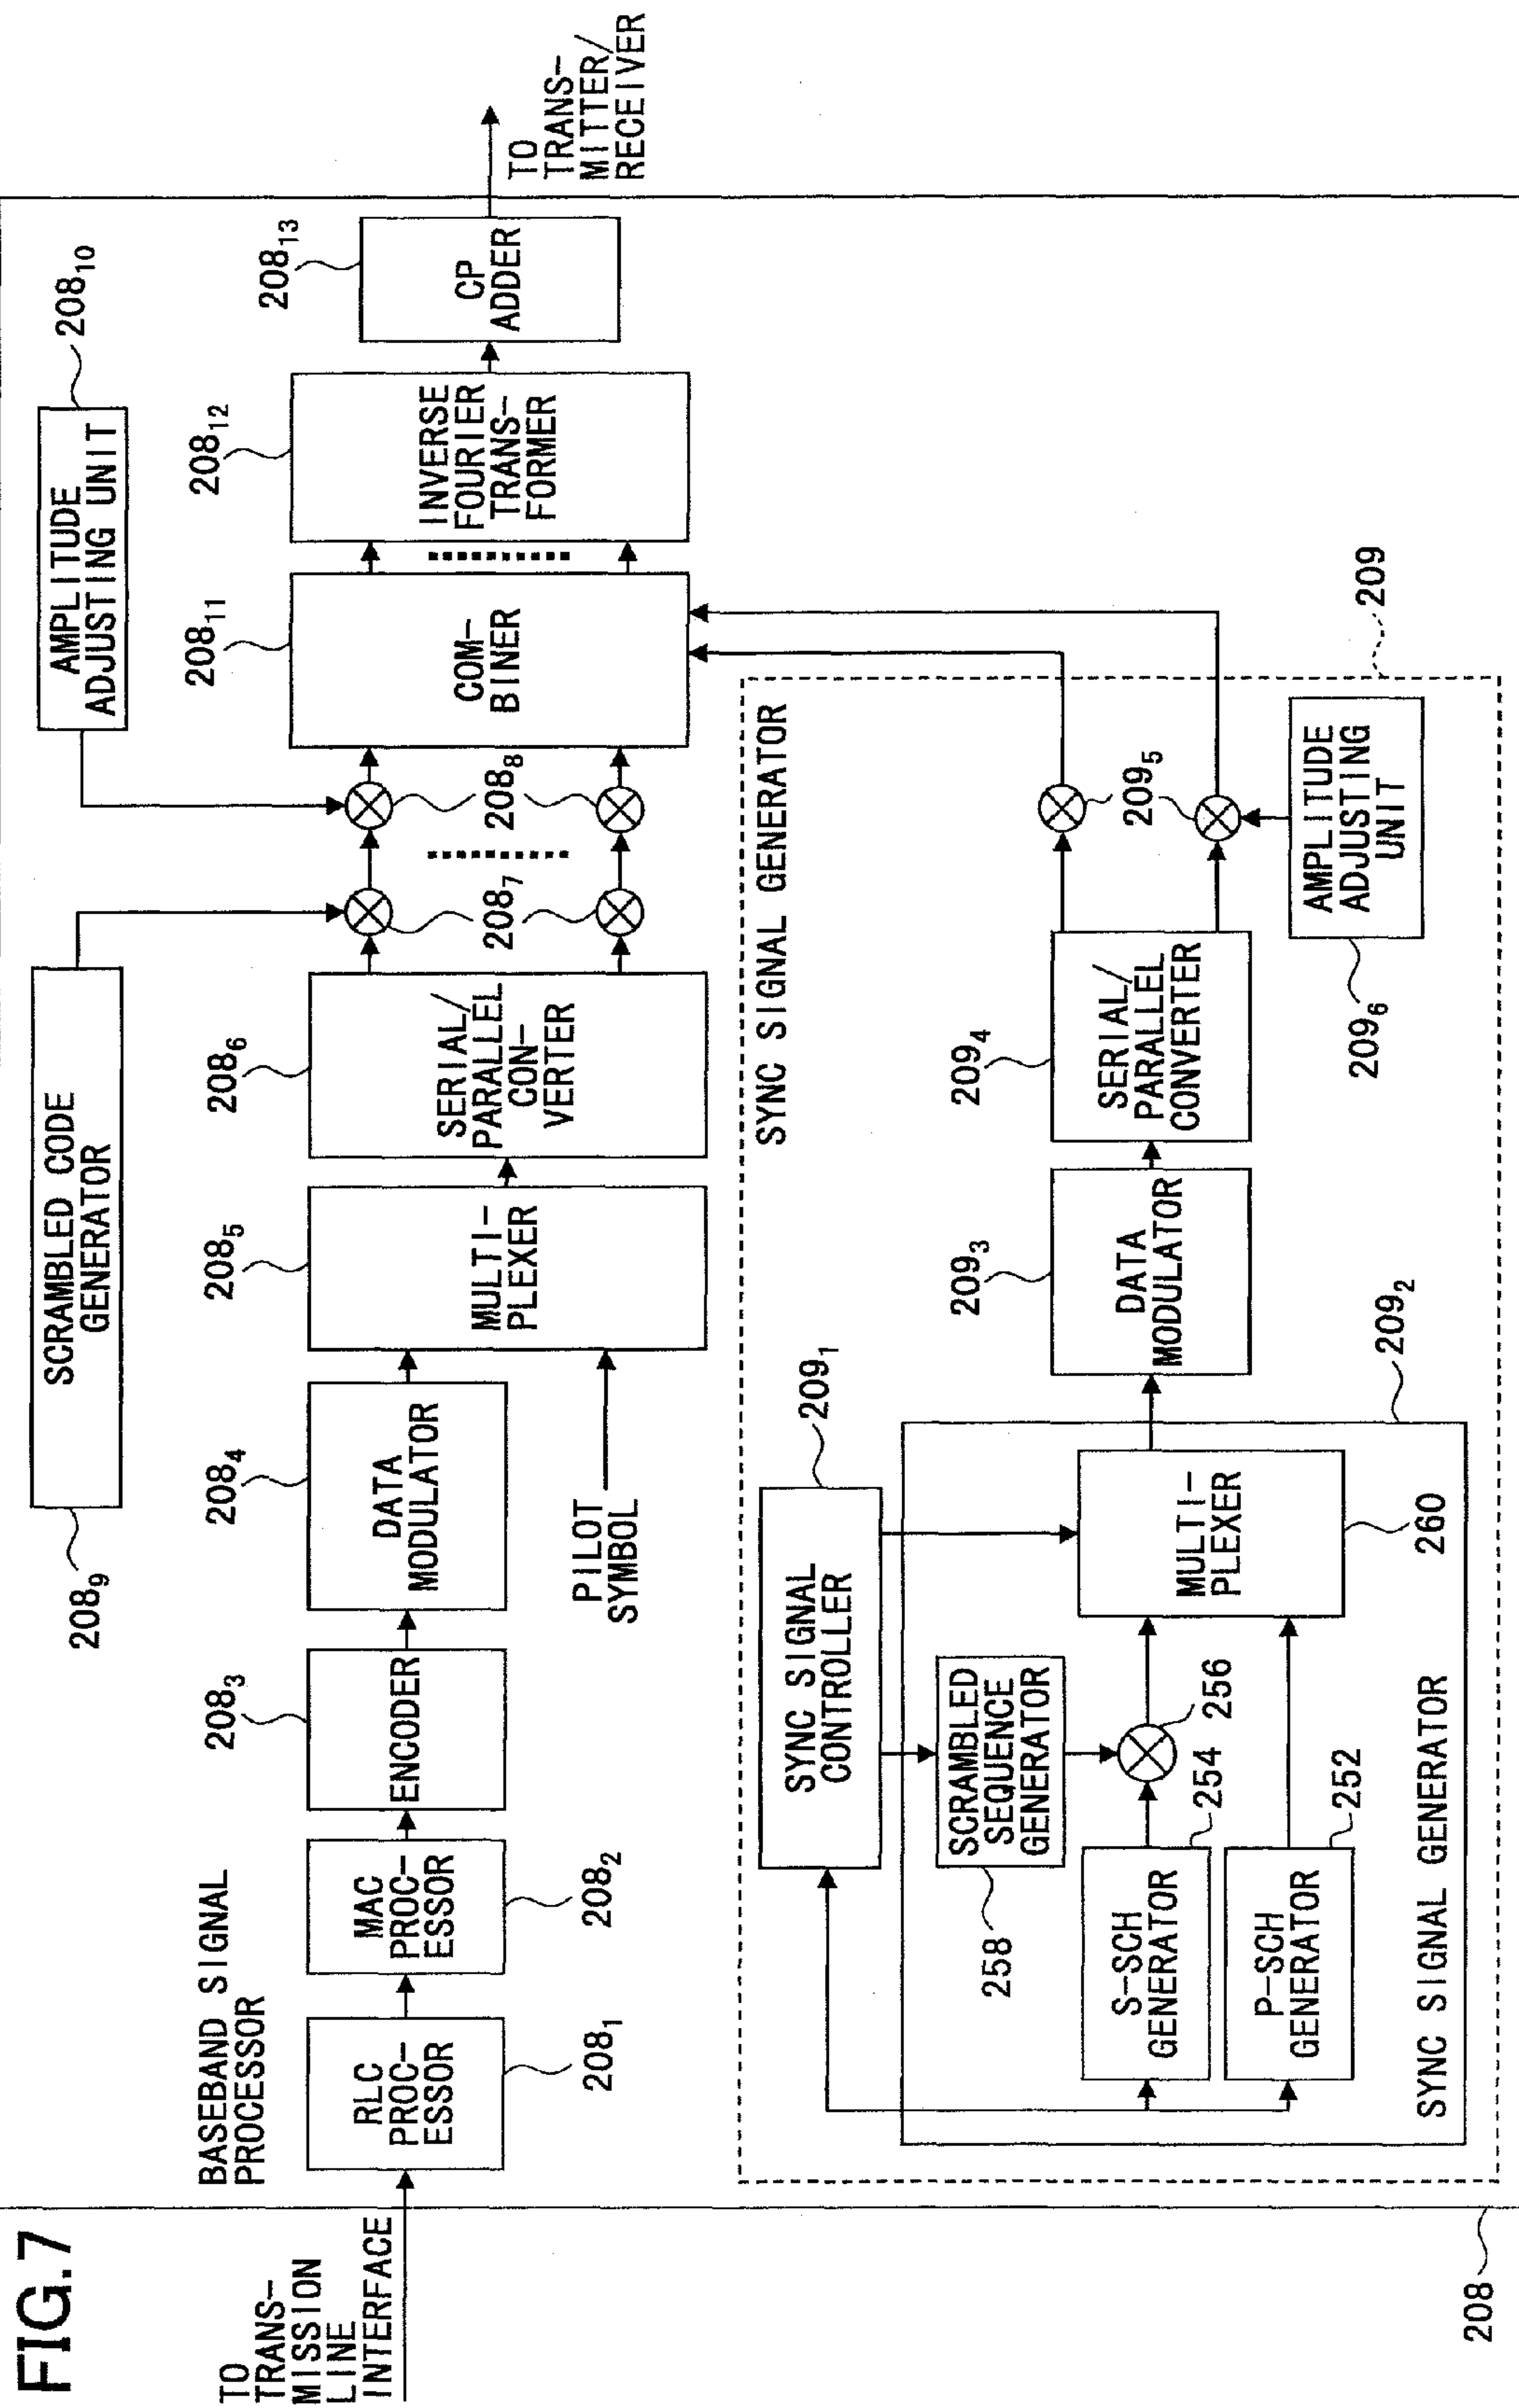 FIG.7
TO
TRANS-
MISSION
LINE
INTERFACE
BASEBAND SIGNAL
PROCESSOR
RLC
PROC-
ESSOR
208₁
MAC
PROC-
ESSOR
208₂
ENCODER
208₃
DATA
MODULATOR
208₄
PILOT
SYMBOL
MULTI-
PLEXER
208₅
SERIAL/
PARALLEL
CON-
VERTER
208₆
208₇
208₈
SCRAMBLED CODE
GENERATOR
208₉
AMPLITUDE
ADJUSTING UNIT
208₁₀
COM-
BINER
208₁₁
INVERSE
FOURIER
TRANS-
FORMER
208₁₂
CP
ADDER
208₁₃
TO
TRANS-
MITTER/
RECEIVER
SYNC SIGNAL GENERATOR
209
SYNC SIGNAL
CONTROLLER
209₁
SCRAMBLED
SEQUENCE
GENERATOR
258
S-SCH
GENERATOR
254
P-SCH
GENERATOR
252
256
MULTI-
PLEXER
260
SYNC SIGNAL GENERATOR
209₂
DATA
MODULATOR
209₃
SERIAL/
PARALLEL
CONVERTER
209₄
209₅
AMPLITUDE
ADJUSTING
UNIT
209₆
208